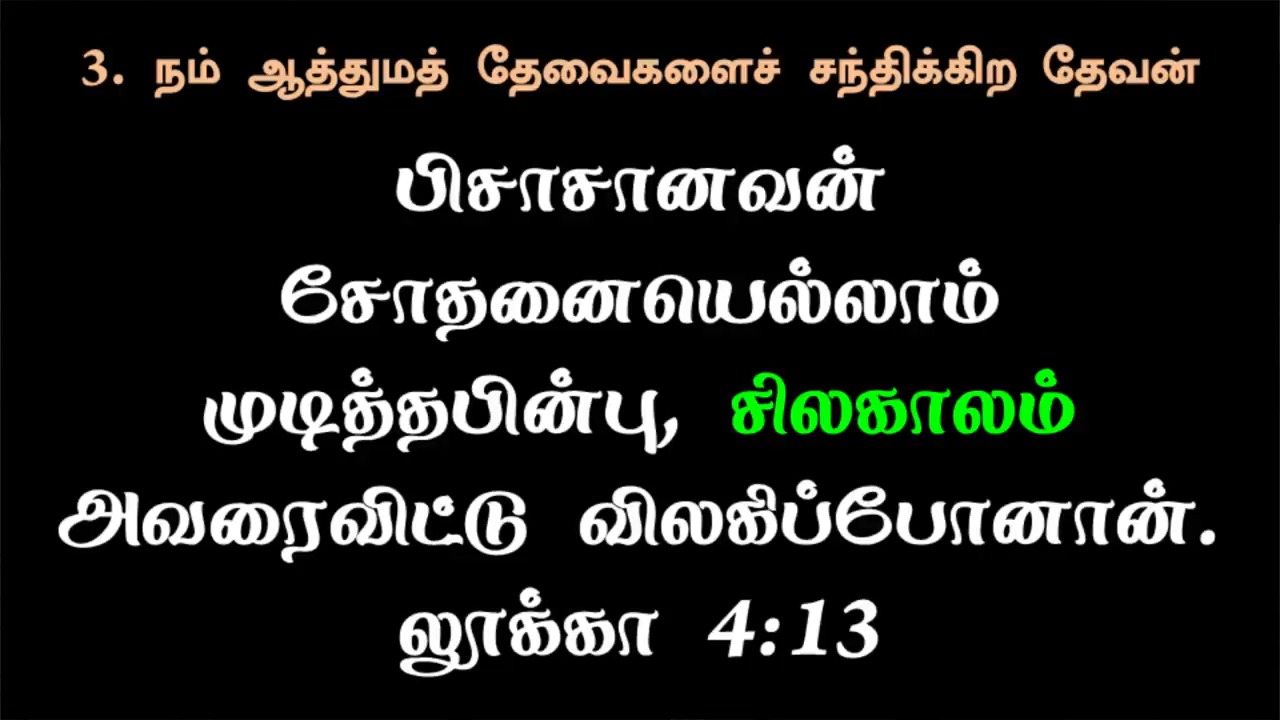 3. நம் ஆத்துமத் தேவைகளைச் சந்திக்கிற தேவன்
பிசாசானவன்
சோதனையெல்லாம்
முடித்தபின்பு, சிலகாலம்
அவரைவிட்டு விலகிப்போனான்.
லூக்கா 4:13